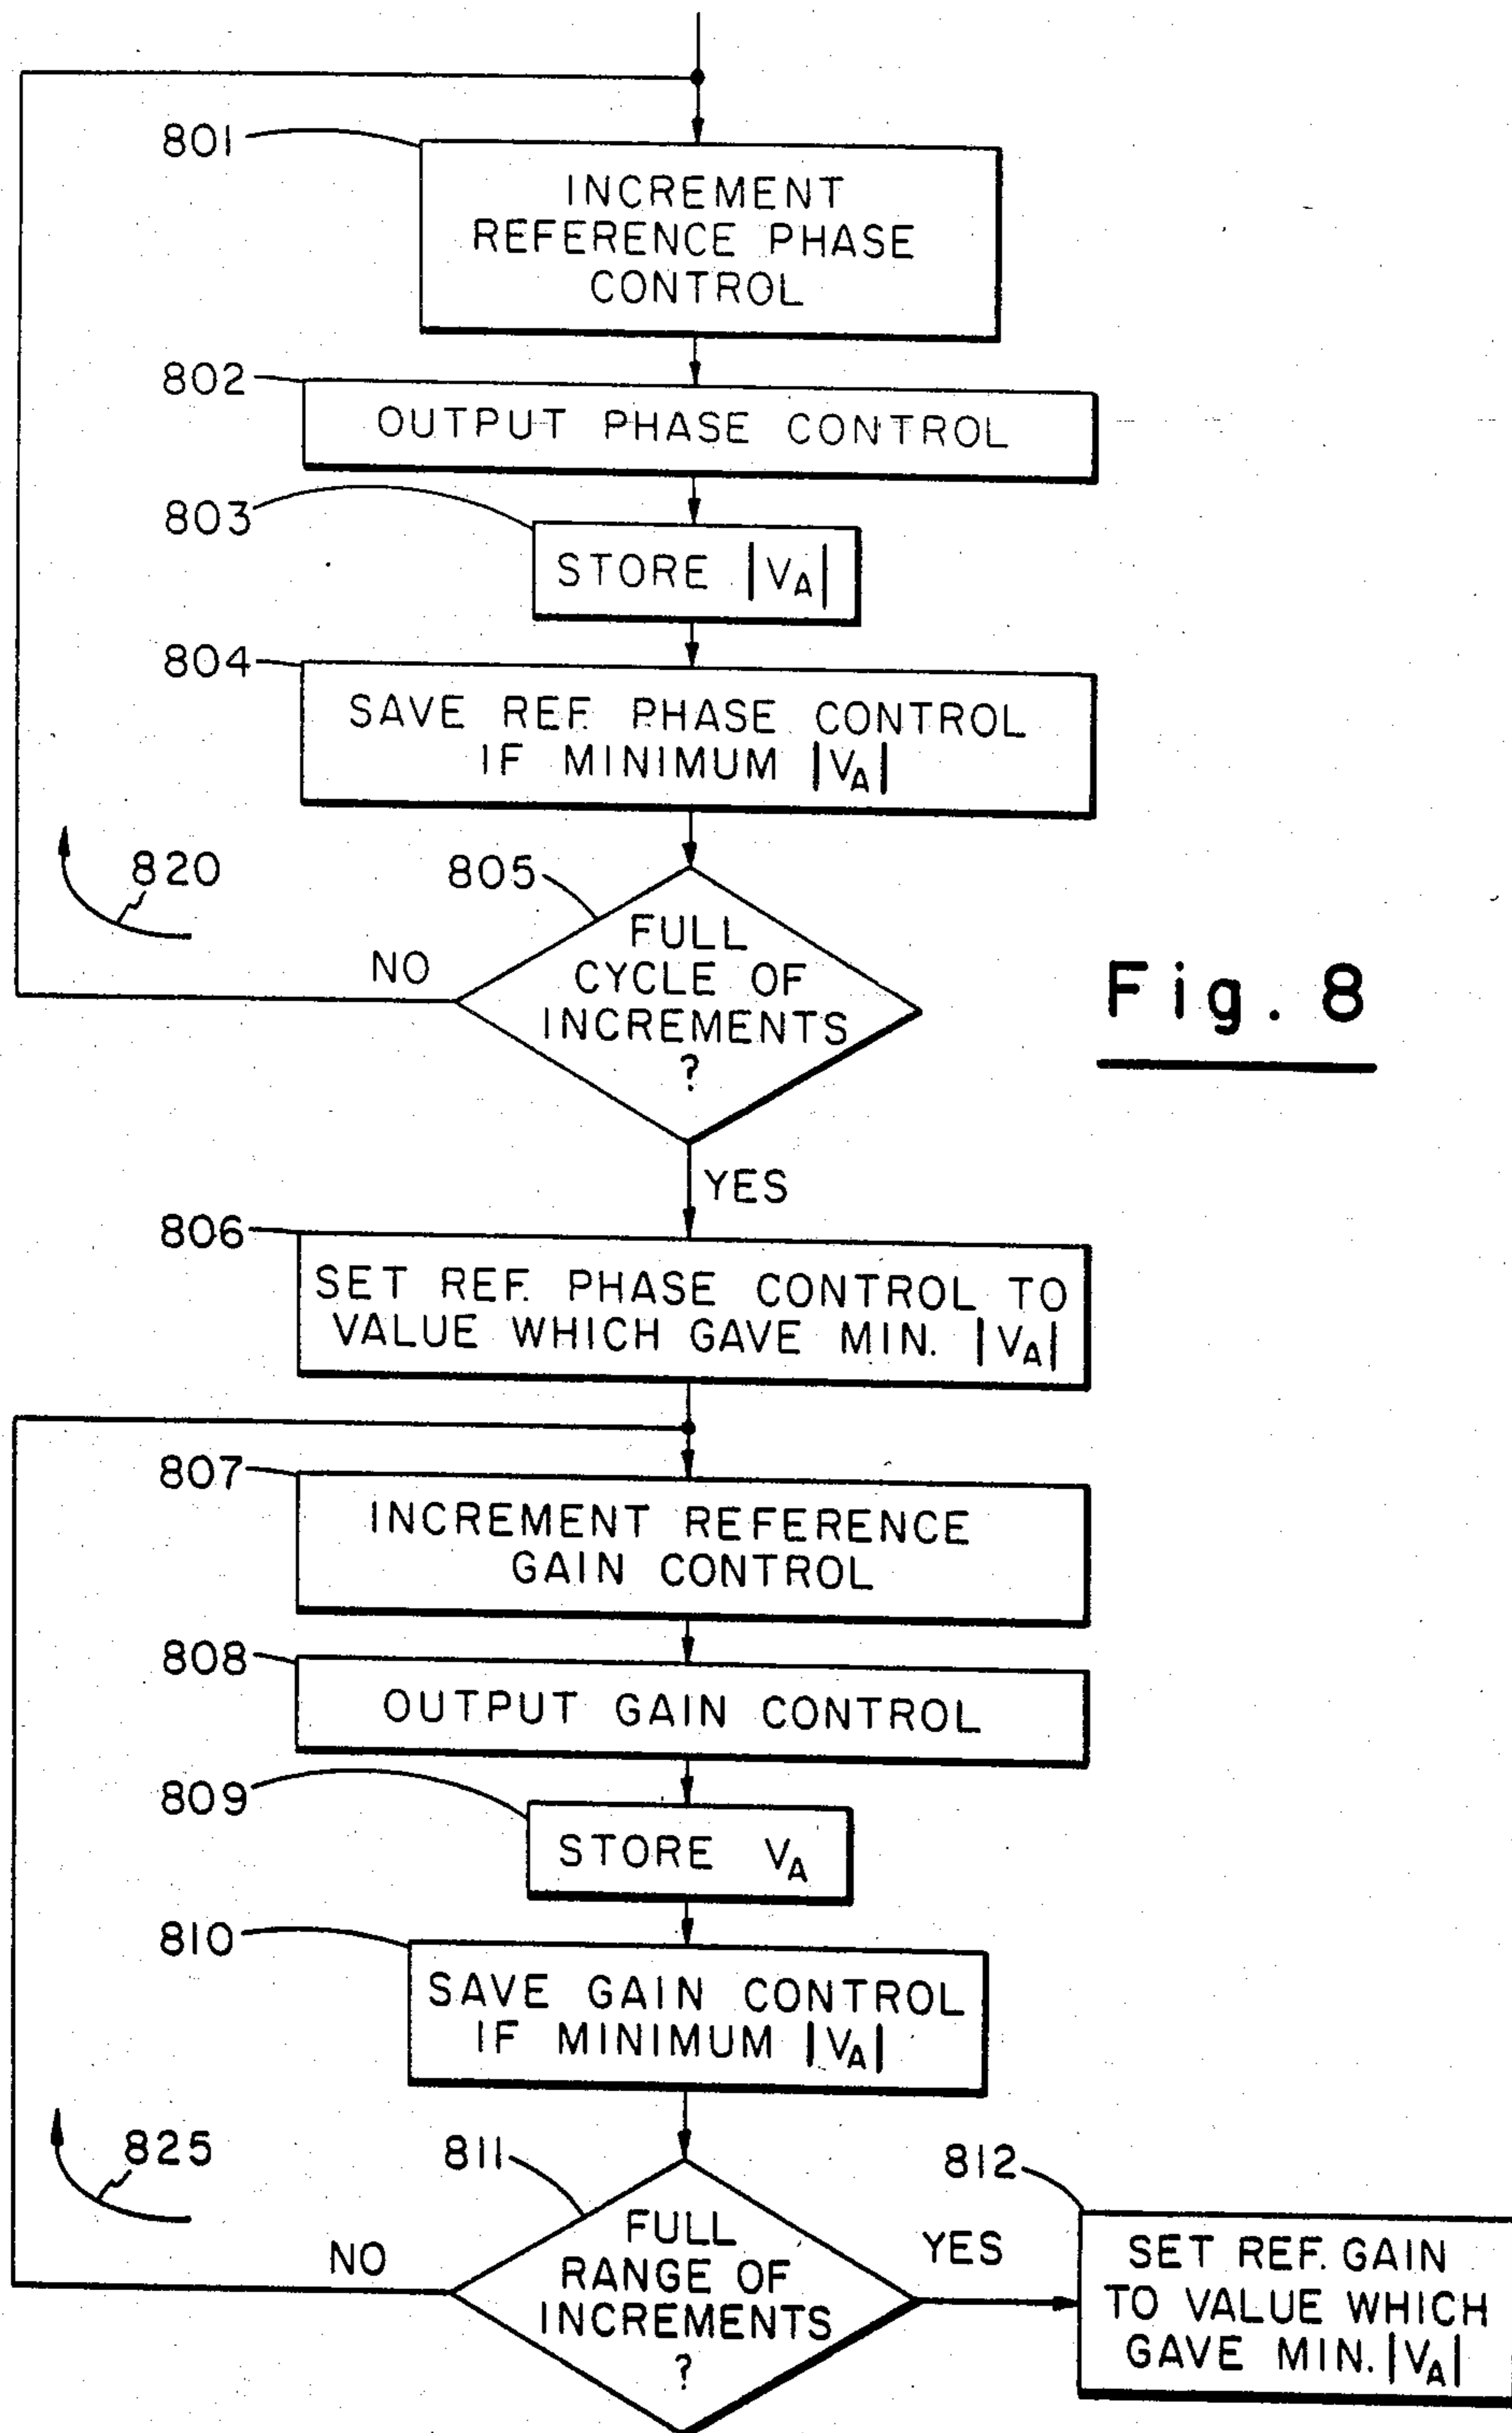 801
INCREMENT
REFERENCE PHASE
CONTROL
802
OUTPUT PHASE CONTROL
803
STORE |VA|
804
SAVE REF. PHASE CONTROL
IF MINIMUM |VA|
820
805
FULL
CYCLE OF
INCREMENTS
?
NO
Fig. 8
YES
806
SET REF. PHASE CONTROL TO
VALUE WHICH GAVE MIN. |VA|
807
INCREMENT REFERENCE
GAIN CONTROL
808
OUTPUT GAIN CONTROL
809
STORE VA
810
SAVE GAIN CONTROL
IF MINIMUM |VA|
825
811
FULL
RANGE OF
INCREMENTS
?
NO
YES
812
SET REF. GAIN
TO VALUE WHICH
GAVE MIN. |VA|